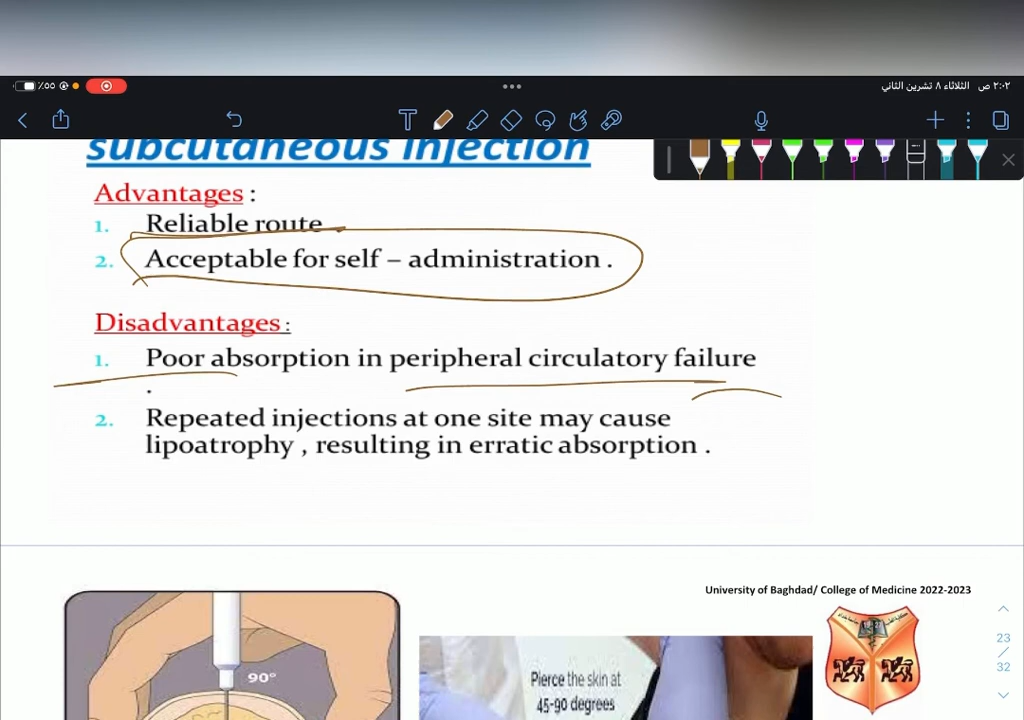 ٪٥٥
٢:٠٢ ص الثلاثاء ٨ تشرين الثاني
subcutaneous injection
Advantages :
1. Reliable route
2. Acceptable for self – administration .
Disadvantages :
1. Poor absorption in peripheral circulatory failure
.
2. Repeated injections at one site may cause
lipoatrophy , resulting in erratic absorption .
University of Baghdad/ College of Medicine 2022-2023
23
/
32
90°
Pierce the skin at
45-90 degrees